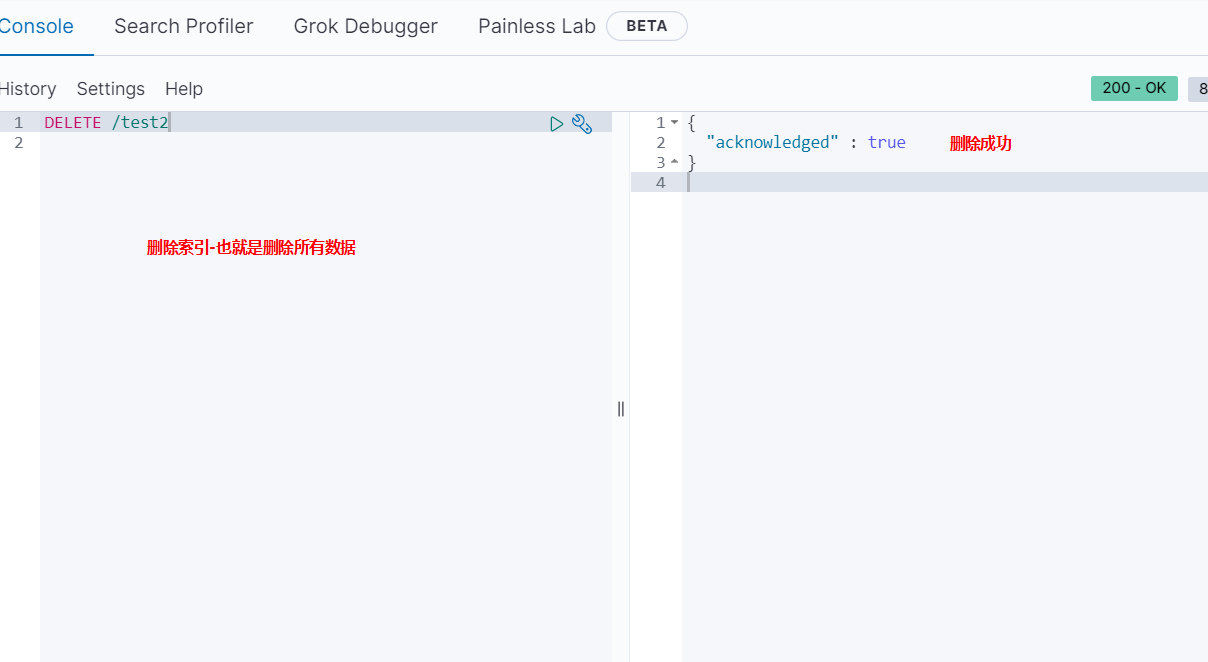 Console Search Profiler Grok Debugger Painless Lab BETA
History Settings Help 200 - OK 8
1 DELETE /test2
2
删除索引-也就是删除所有数据
1 {
2 "acknowledged" : true 删除成功
3 }
4